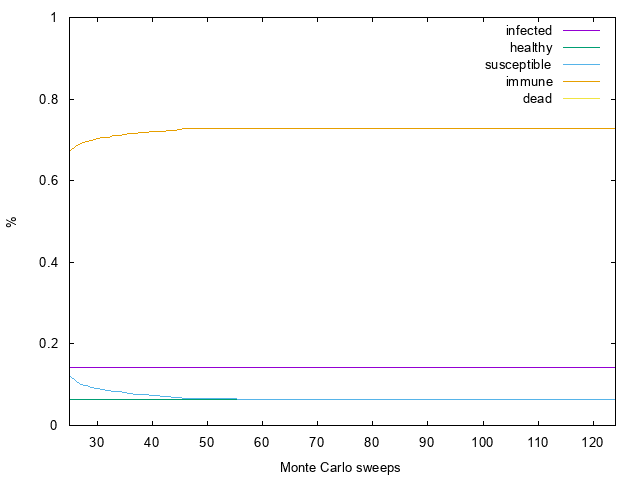 1
0.8
0.6
0.4
0.2
0
%
infected
healthy
susceptible
immune
dead
30 40 50 60 70 80 90 100 110 120
Monte Carlo sweeps